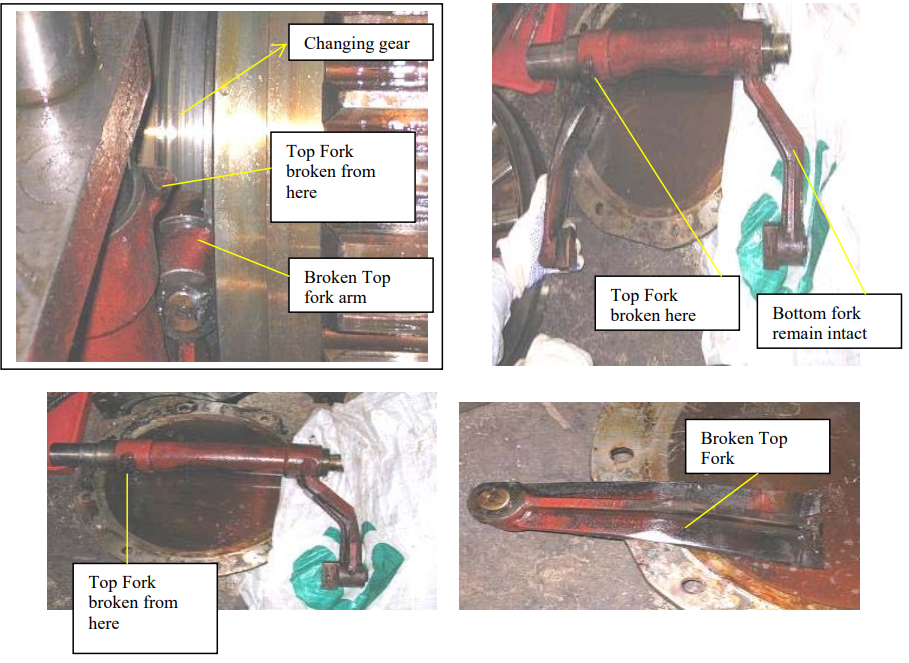 Changing gear
Top Fork
broken from
here
Broken Top
fork arm
Top Fork
broken here
Bottom fork
remain intact
Broken Top
Fork
Top Fork
broken from
here